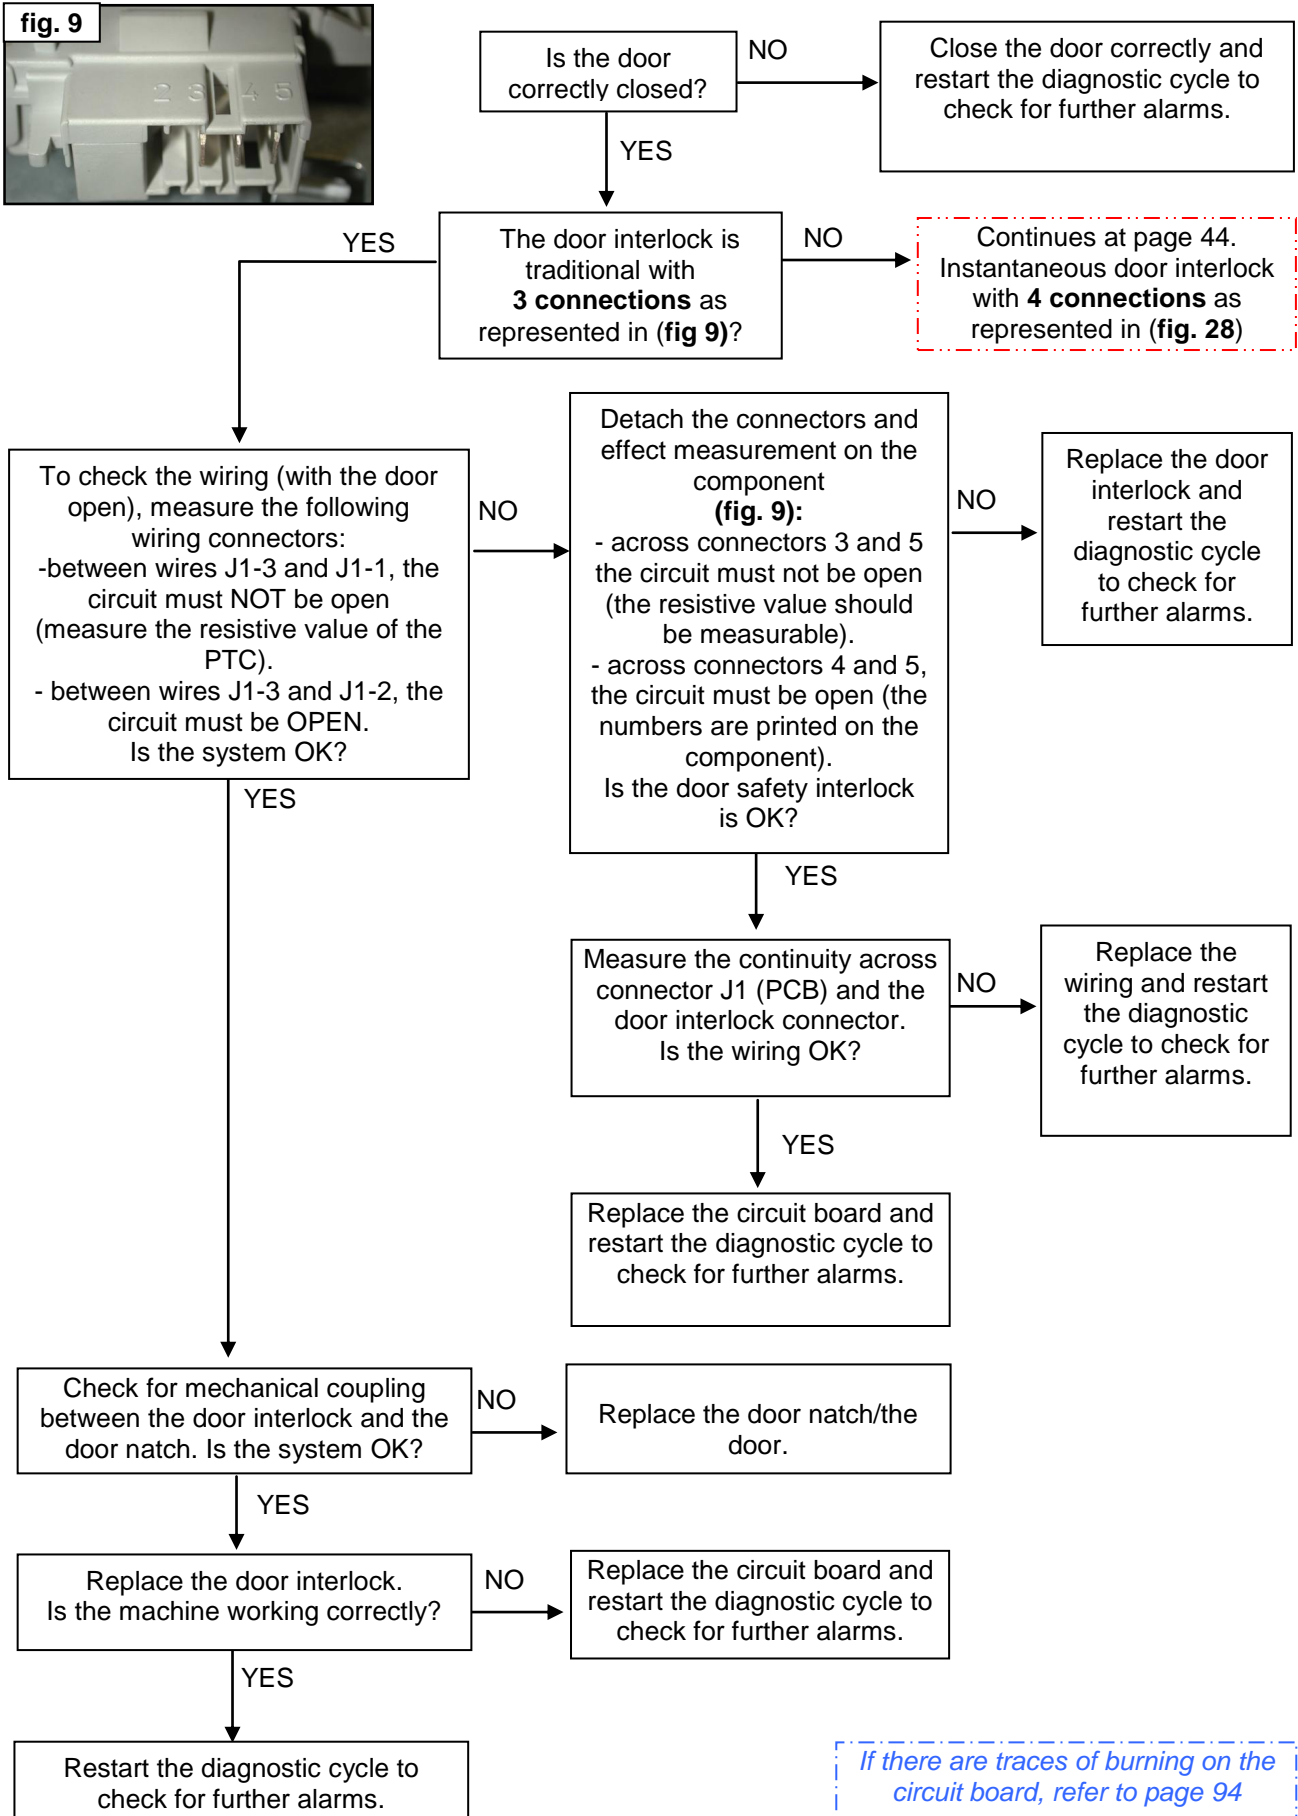 fig. 9
2 3 4 5
Is the door
correctly closed?
NO
Close the door correctly and
restart the diagnostic cycle to
check for further alarms.
YES
The door interlock is
traditional with
3 connections as
represented in (fig 9)?
YES
NO
Continues at page 44.
Instantaneous door interlock
with 4 connections as
represented in (fig. 28)
To check the wiring (with the door
open), measure the following
wiring connectors:
-between wires J1-3 and J1-1, the
circuit must NOT be open
(measure the resistive value of the
PTC).
- between wires J1-3 and J1-2, the
circuit must be OPEN.
Is the system OK?
NO
Detach the connectors and
effect measurement on the
component
(fig. 9):
- across connectors 3 and 5
the circuit must not be open
(the resistive value should
be measurable).
- across connectors 4 and 5,
the circuit must be open (the
numbers are printed on the
component).
Is the door safety interlock
is OK?
NO
Replace the door
interlock and
restart the
diagnostic cycle
to check for
further alarms.
YES
YES
Measure the continuity across
connector J1 (PCB) and the
door interlock connector.
Is the wiring OK?
NO
Replace the
wiring and restart
the diagnostic
cycle to check for
further alarms.
YES
Replace the circuit board and
restart the diagnostic cycle to
check for further alarms.
Check for mechanical coupling
between the door interlock and the
door natch. Is the system OK?
NO
Replace the door natch/the
door.
YES
Replace the door interlock.
Is the machine working correctly?
NO
Replace the circuit board and
restart the diagnostic cycle to
check for further alarms.
YES
Restart the diagnostic cycle to
check for further alarms.
If there are traces of burning on the
circuit board, refer to page 94